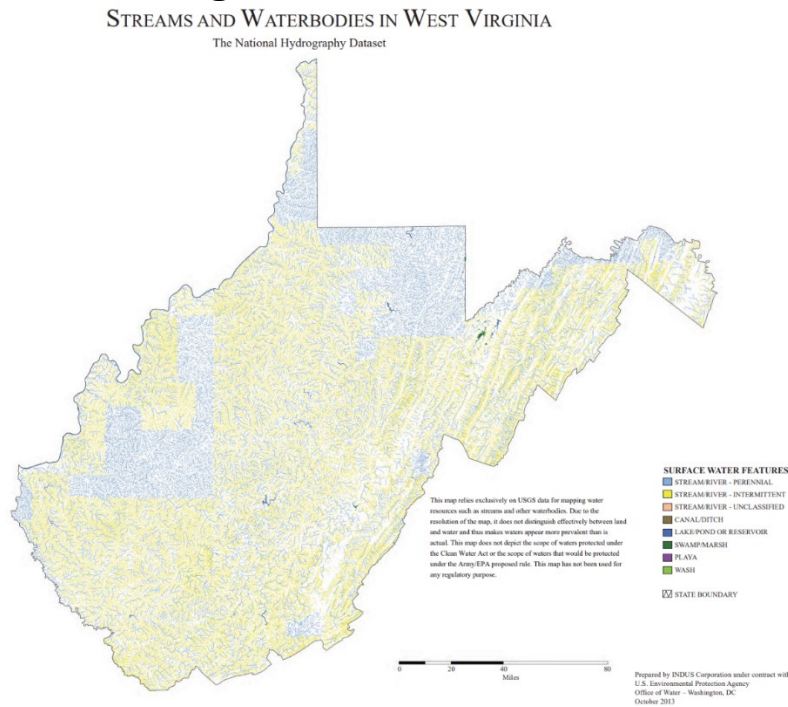 STREAMS AND WATERBODIES IN WEST VIRGINIA
The National Hydrography Dataset
SURFACE WATER FEATURES
STREAM/RIVER - PERENNIAL
STREAM/RIVER - INTERMITTENT
STREAM/RIVER - UNCLASSIFIED
CANAL/DITCH
LAKE/POND OR RESERVOIR
SWAMP/MARSH
PLAYA
WASH
STATE BOUNDARY
This map relies exclusively on USGS data for mapping water
resources such as streams and other waterbodies. Due to the
resolution of the map, it does not distinguish effectively between land
and water and thus makes waters appear more prevalent than is
actual. This map does not depict the scope of waters protected under
the Clean Water Act or the scope of waters that would be protected
under the Army/EPA proposed rule. This map has not been used for
any regulatory purpose.
0 20 40 80
Miles
Prepared by INDUS Corporation under contract with
U.S. Environmental Protection Agency
Office of Water – Washington, DC
October 2013